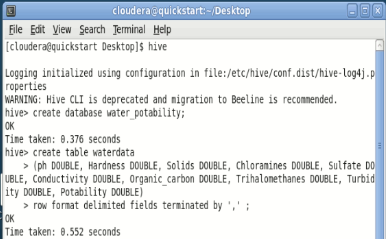 cloudera@quickstart:~/Desktop
File Edit View Search Terminal Help
[cloudera@quickstart Desktop]$ hive
Logging initialized using configuration in file:/etc/hive/conf.dist/hive-log4j.p
roperties
WARNING: Hive CLI is deprecated and migration to Beeline is recommended.
hive> create database water_potability;
OK
Time taken: 0.376 seconds
hive> create table waterdata
    > (ph DOUBLE, Hardness DOUBLE, Solids DOUBLE, Chloramines DOUBLE, Sulfate DO
UBLE, Conductivity DOUBLE, Organic_carbon DOUBLE, Trihalomethanes DOUBLE, Turbid
ity DOUBLE, Potability DOUBLE)
    > row format delimited fields terminated by ',' ;
OK
Time taken: 0.552 seconds